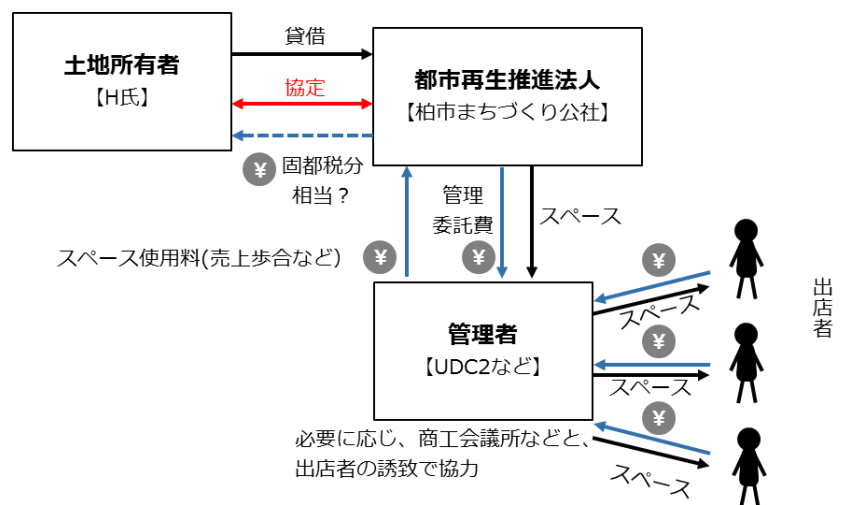 土地所有者
【H氏】
貸借
協定
都市再生推進法人
【柏市まちづくり公社】
¥
固都税分
相当？
管理
委託費
スペース
スペース使用料(売上歩合など)
¥
¥
管理者
【UDC2など】
¥
スペース
¥
スペース
¥
スペース
出店者
必要に応じ、商工会議所などと、
出店者の誘致で協力